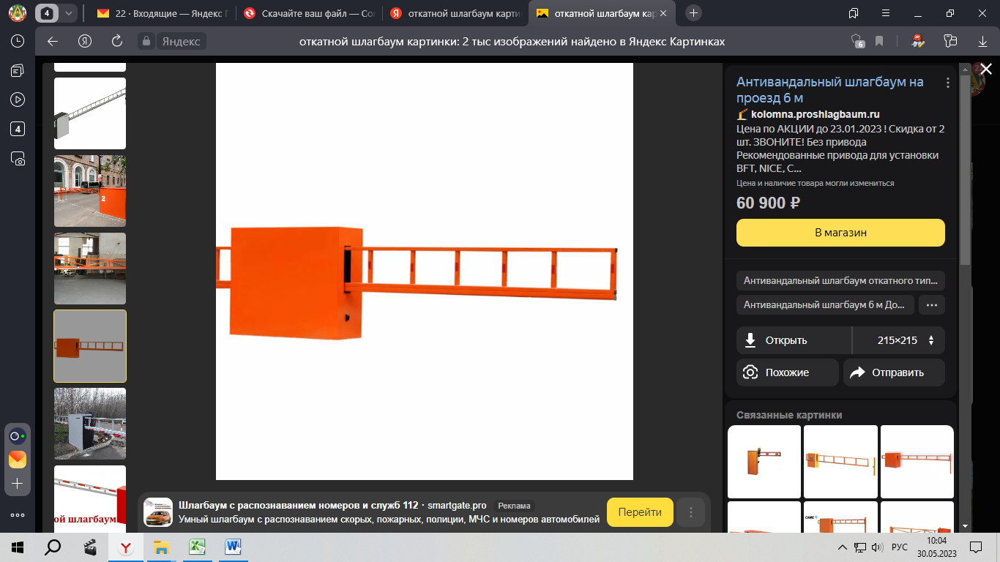 4
22 · Входящие — Яндекс
Скачайте ваш файл — Con
откатной шлагбаум карти
откатной шлагбаум кар
Яндекс
откатной шлагбаум картинки: 2 тыс изображений найдено в Яндекс Картинках
6
4
2
ой шлагбаум
Антивандальный шлагбаум на
проезд 6 м
kolomna.proshlagbaum.ru
Цена по АКЦИИ до 23.01.2023 ! Скидка от 2
шт. ЗВОНИТЕ! Без привода
Рекомендованные привода для установки
BFT, NICE, C...
Цена и наличие товара могли измениться
60 900 ₽
В магазин
Антивандальный шлагбаум откатного тип...
Антивандальный шлагбаум 6 м До...
Открыть
215×215
Похожие
Отправить
Связанные картинки
CAME
Шлагбаум с распознаванием номеров и служб 112 · smartgate.pro Реклама
Умный шлагбаум с распознаванием скорых, пожарных, полиции, МЧС и номеров автомобилей
Перейти
РУС
10:04
30.05.2023